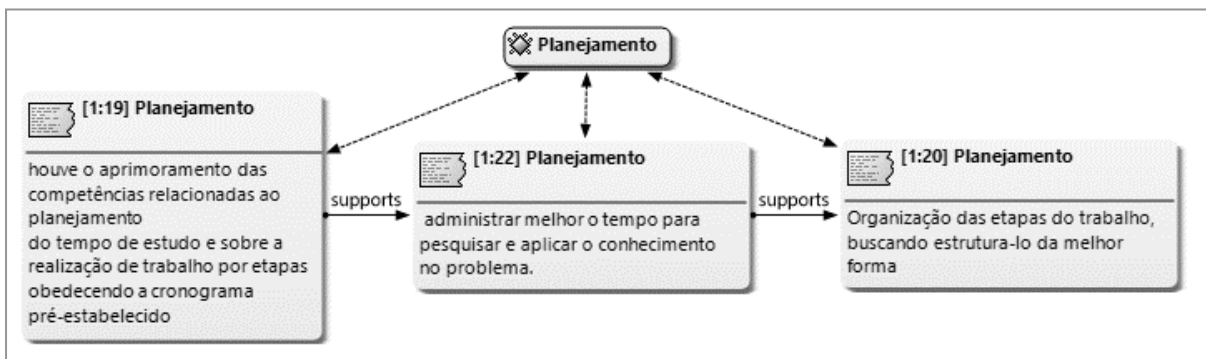 Planejamento
[1:19] Planejamento
houve o aprimoramento das
competências relacionadas ao
planejamento
do tempo de estudo e sobre a
realização de trabalho por etapas
obedecendo a cronograma
pré-estabelecido
supports
[1:22] Planejamento
administrar melhor o tempo para
pesquisar e aplicar o conhecimento
no problema.
supports
[1:20] Planejamento
Organização das etapas do trabalho,
buscando estrutura-lo da melhor
forma